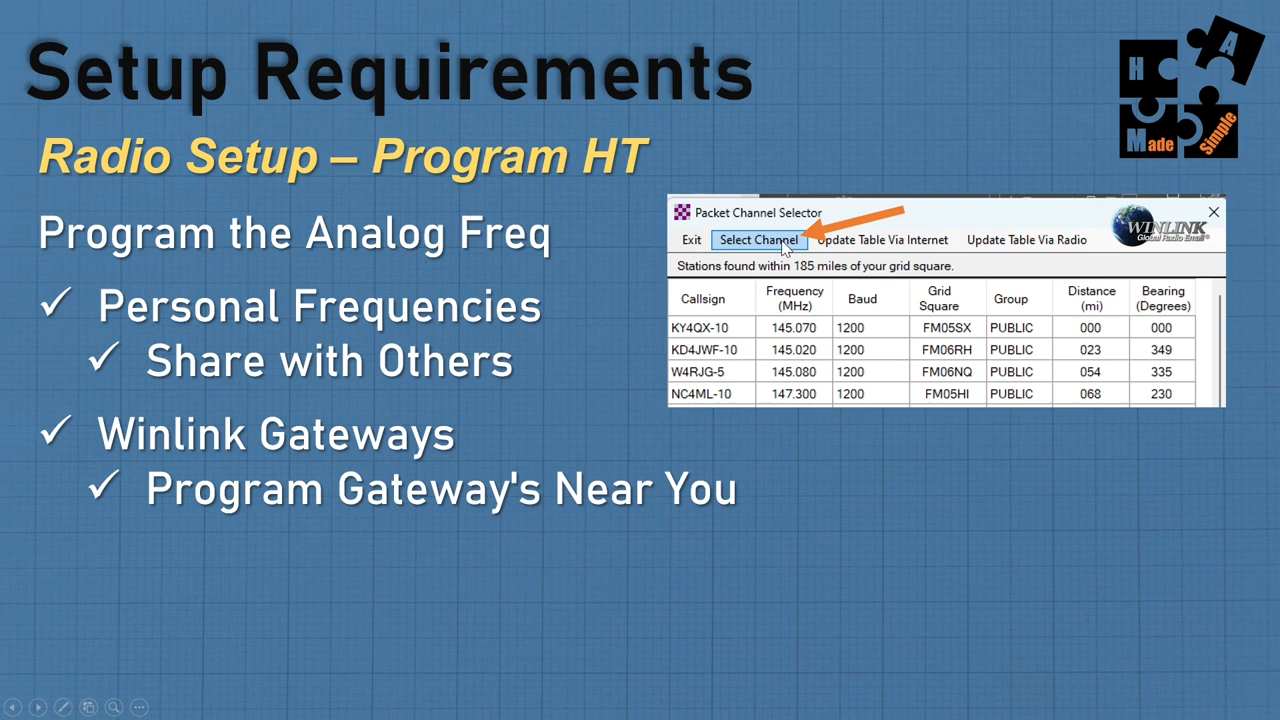 Setup Requirements
H A Made Simple
Radio Setup – Program HT
Program the Analog Freq
✓ Personal Frequencies
✓ Share with Others
✓ Winlink Gateways
✓ Program Gateway's Near You
Packet Channel Selector
WINLINK
Global Radio Email®
Exit Select Channel Update Table Via Internet Update Table Via Radio
Stations found within 185 miles of your grid square.
Callsign Frequency (MHz) Baud Grid Square Group Distance (mi) Bearing (Degrees)
KY4QX-10 145.070 1200 FM05SX PUBLIC 000 000
KD4JWF-10 145.020 1200 FM06RH PUBLIC 023 349
W4RJG-5 145.080 1200 FM06NQ PUBLIC 054 335
NC4ML-10 147.300 1200 FM05HI PUBLIC 068 230